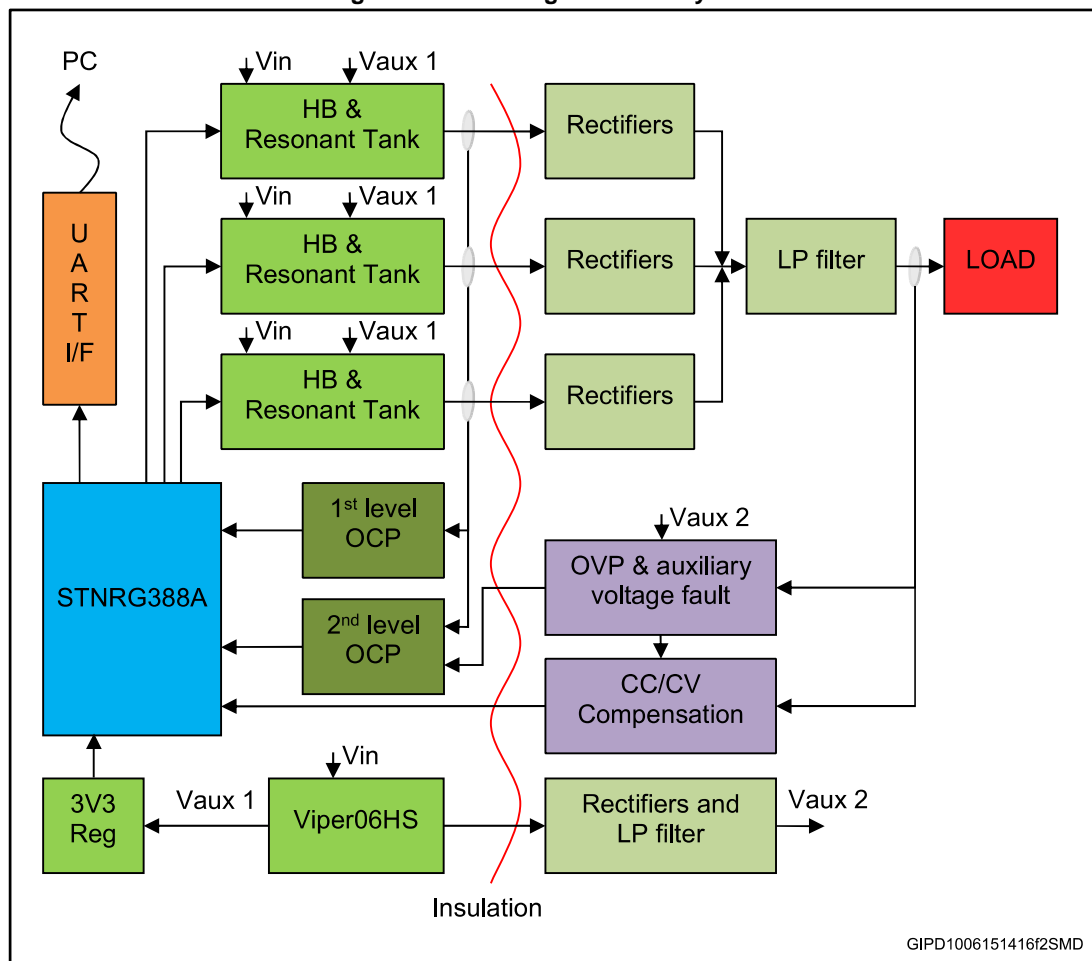 PC
Vin
Vaux 1
HB &
Resonant Tank
Rectifiers
Vin
Vaux 1
HB &
Resonant Tank
Rectifiers
LP filter
LOAD
Vin
Vaux 1
HB &
Resonant Tank
Rectifiers
U
A
R
T
I/F
STNRG388A
1st level
OCP
2nd level
OCP
Vaux 2
OVP & auxiliary
voltage fault
CC/CV
Compensation
3V3
Reg
Vaux 1
Vin
Viper06HS
Rectifiers and
LP filter
Vaux 2
Insulation
GIPD1006151416f2SMD